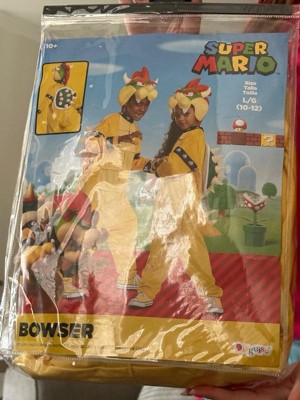 10+
SUPER
MARIO
Size
Talla
Taille
L/G
(10-12)
BOWSER